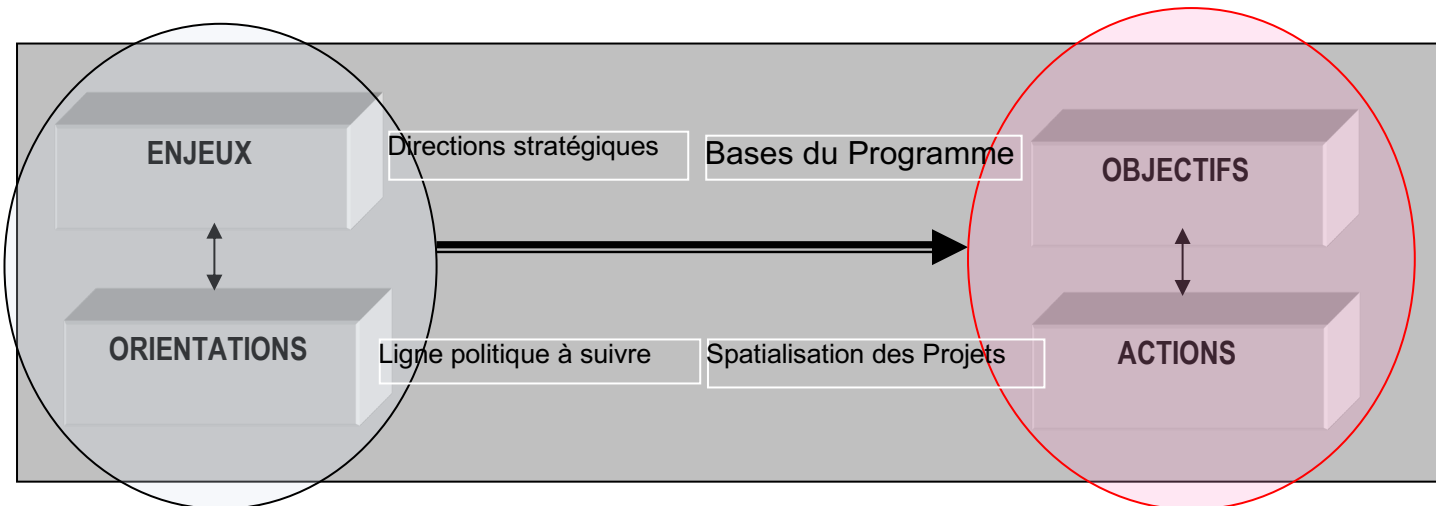 ENJEUX
Directions stratégiques
Bases du Programme
OBJECTIFS
ORIENTATIONS
Ligne politique à suivre
Spatialisation des Projets
ACTIONS